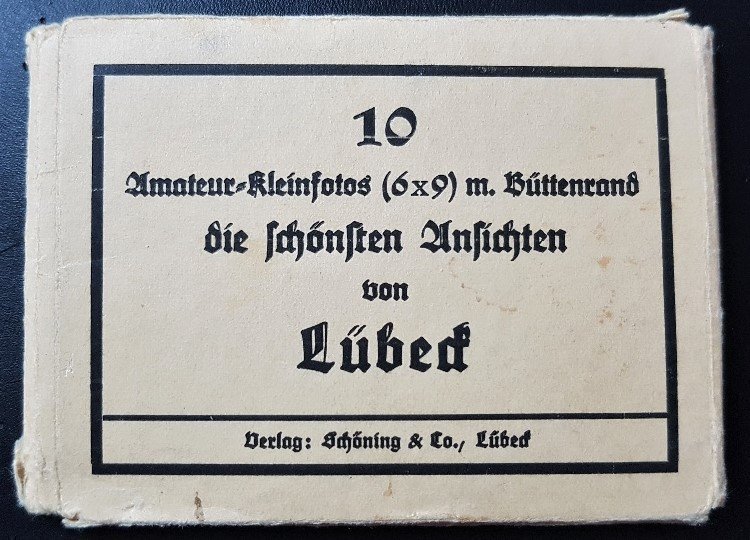 10
Amateur-Kleinfotos (6x9) m. Büttenrand
die schönſten Anſichten
von
Lübeck
Verlag: Schöning & Co., Lübeck